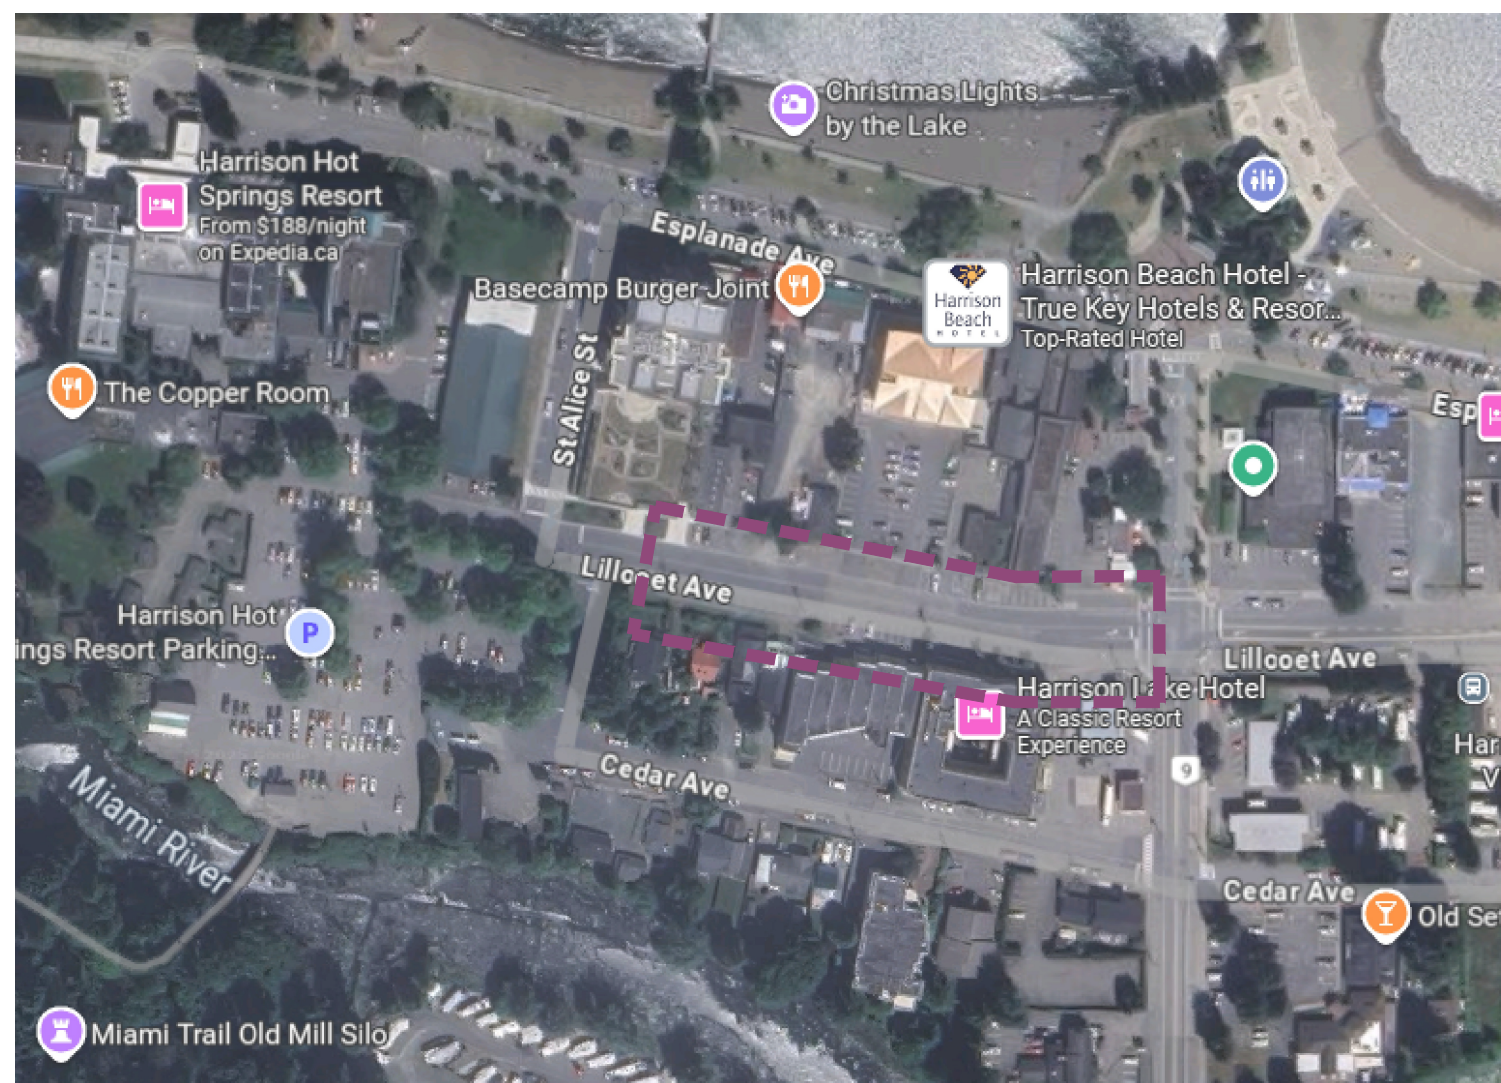 Christmas Lights
by the Lake
Harrison Hot
Springs Resort
From $188/night
on Expedia.ca
Esplanade Ave
Basecamp Burger Joint
Harrison
Beach
HOTEL
Harrison Beach Hotel -
True Key Hotels & Resor...
Top-Rated Hotel
The Copper Room
St Alice St
Esp
Lillooet Ave
Harrison Hot
ings Resort Parking...
P
Lillooet Ave
Harrison Lake Hotel
A Classic Resort
Experience
Har
V
9
Cedar Ave
Miami River
Cedar Ave
Old Set
Miami Trail Old Mill Silo